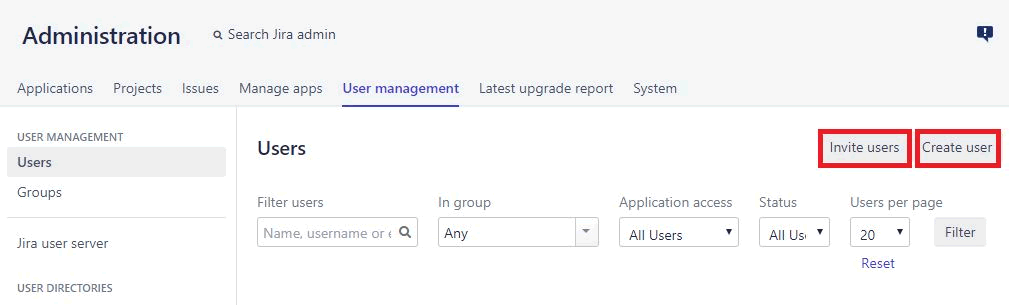 Administration
Search Jira admin
Applications Projects Issues Manage apps User management Latest upgrade report System
USER MANAGEMENT
Users
Groups
Jira user server
USER DIRECTORIES
Users
Invite users Create user
Filter users In group Application access Status Users per page
Name, username or e Any All Users All Us 20 Filter
Reset